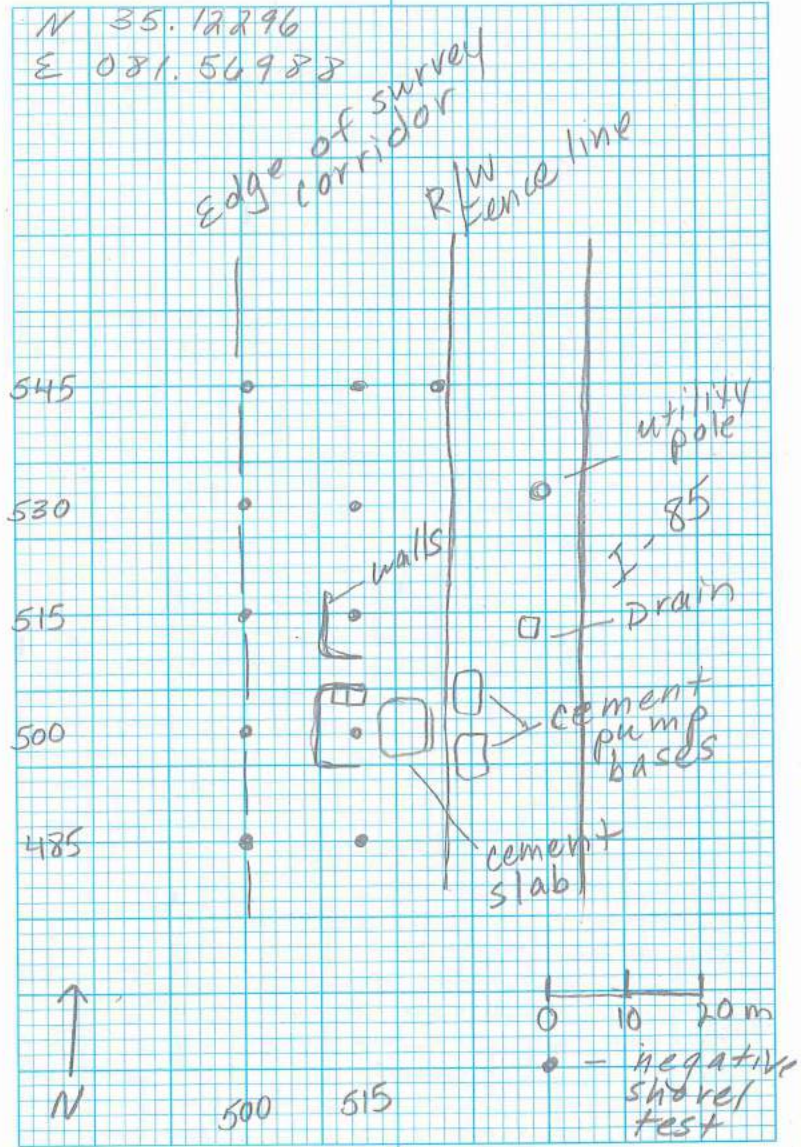 N 35.12296
E 081.56988
Edge of survey
corridor
R/W
Fence line
545
utility
pole
530
I-85
walls
515
Drain
500
cement
pump
bases
485
cement
slab
0 10 20 m
N
500 515
- negative
shovel
test